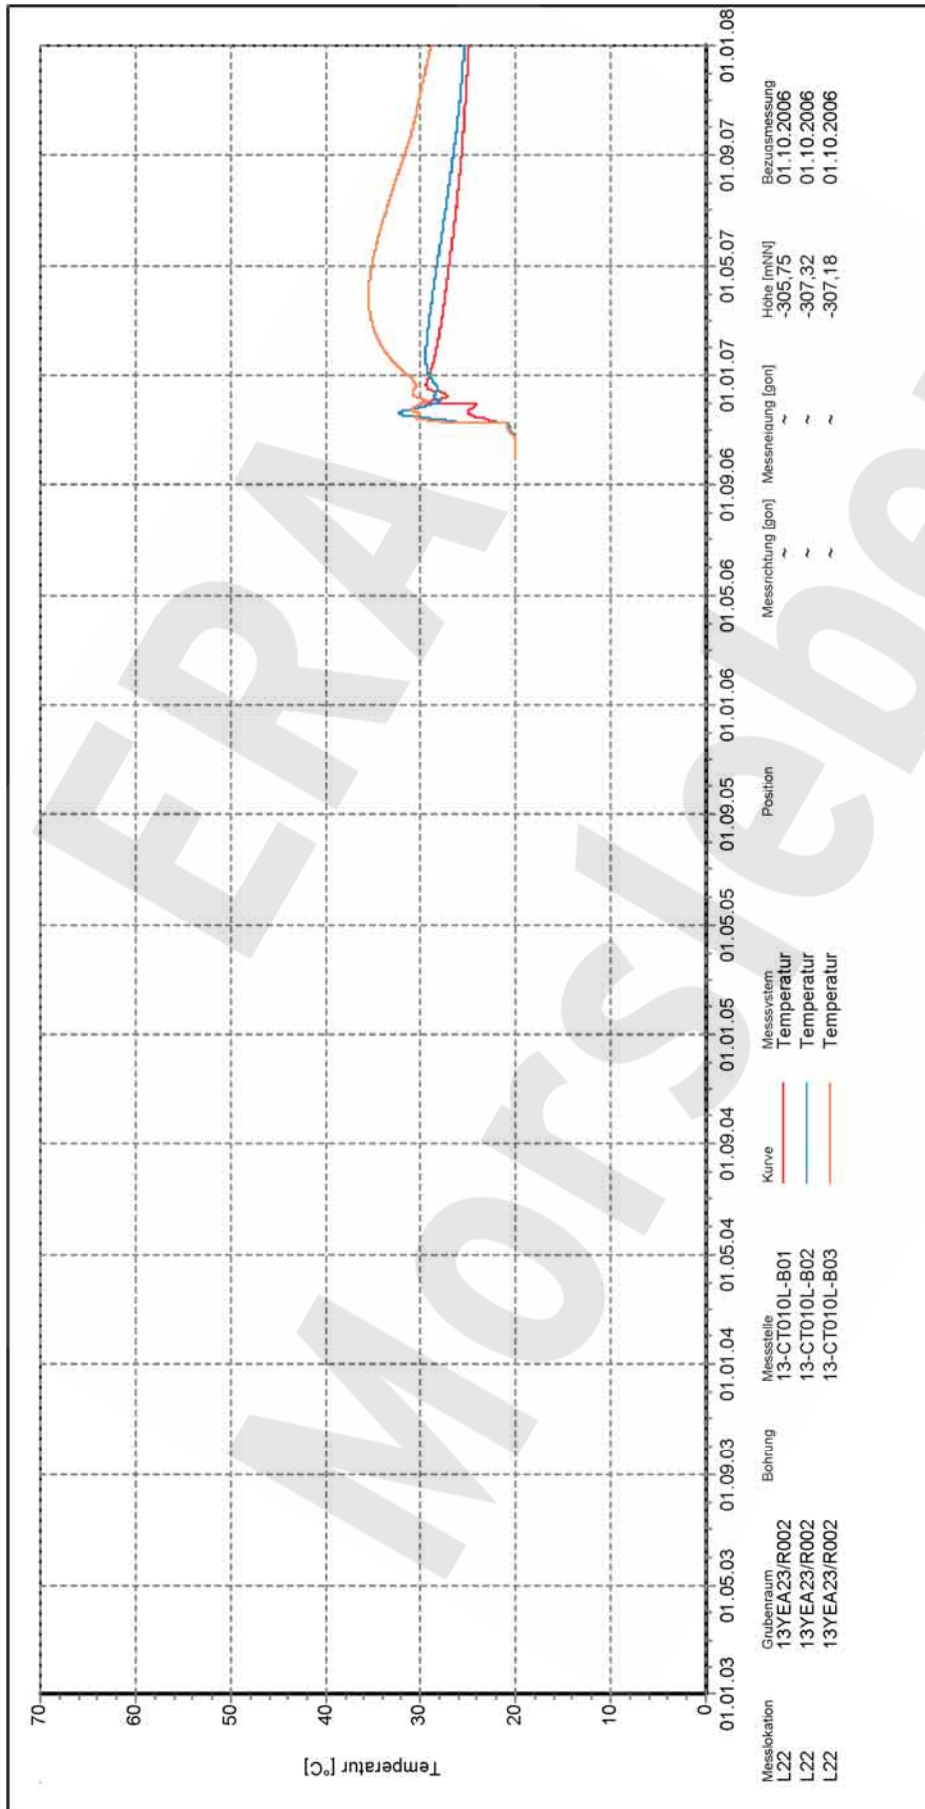 ERA
Morslebe
Temperatur [°C]
70
60
50
40
30
20
10
0
01.01.03 01.05.03 01.09.03 01.01.04 01.05.04 01.09.04 01.01.05 01.05.05 01.09.05 01.01.06 01.05.06 01.09.06 01.01.07 01.05.07 01.09.07 01.01.08
Messlokation Grubenraum Bohrung Messstelle Kurve Messsystem Position Messrichtung [gon] Messneigung [gon] Höhe [mNN] Bezugsmessung
L22 13YEA23/R002 13-CT010L-B01 Temperatur ~ ~ -305,75 01.10.2006
L22 13YEA23/R002 13-CT010L-B02 Temperatur ~ ~ -307,32 01.10.2006
L22 13YEA23/R002 13-CT010L-B03 Temperatur ~ ~ -307,18 01.10.2006